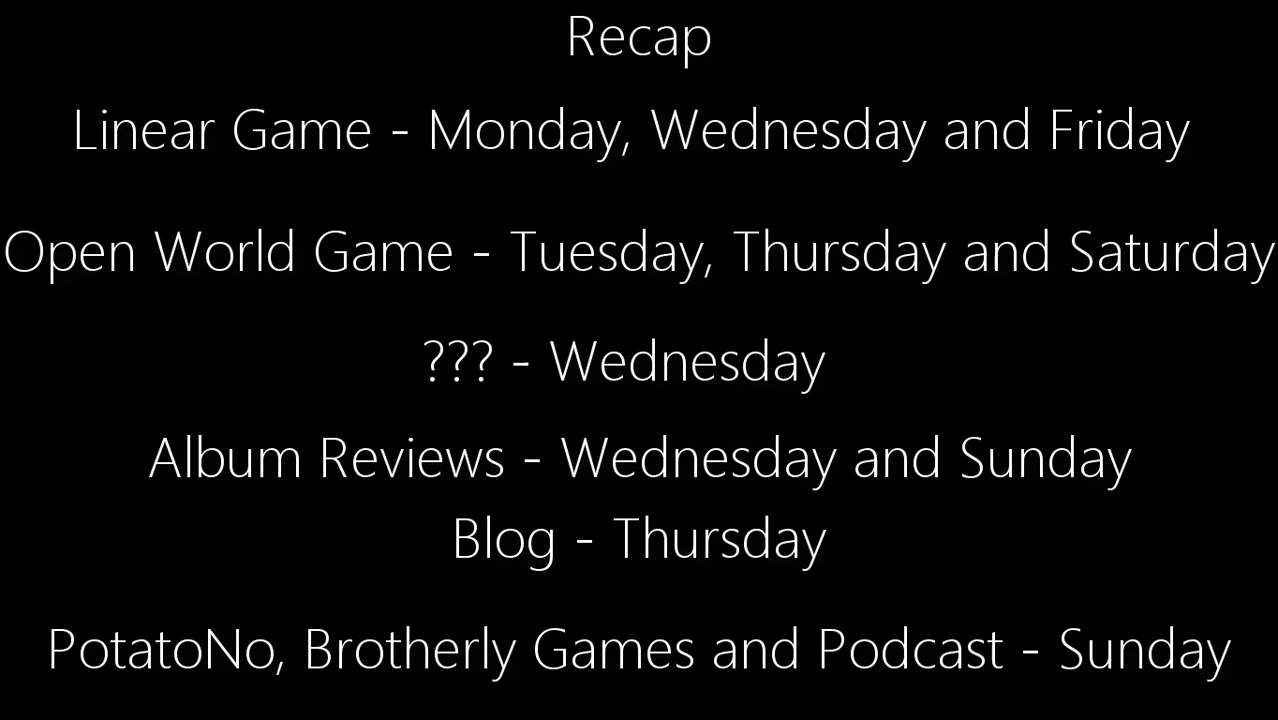 Recap
Linear Game - Monday, Wednesday and Friday
Open World Game - Tuesday, Thursday and Saturday
??? - Wednesday
Album Reviews - Wednesday and Sunday
Blog - Thursday
PotatoNo, Brotherly Games and Podcast - Sunday